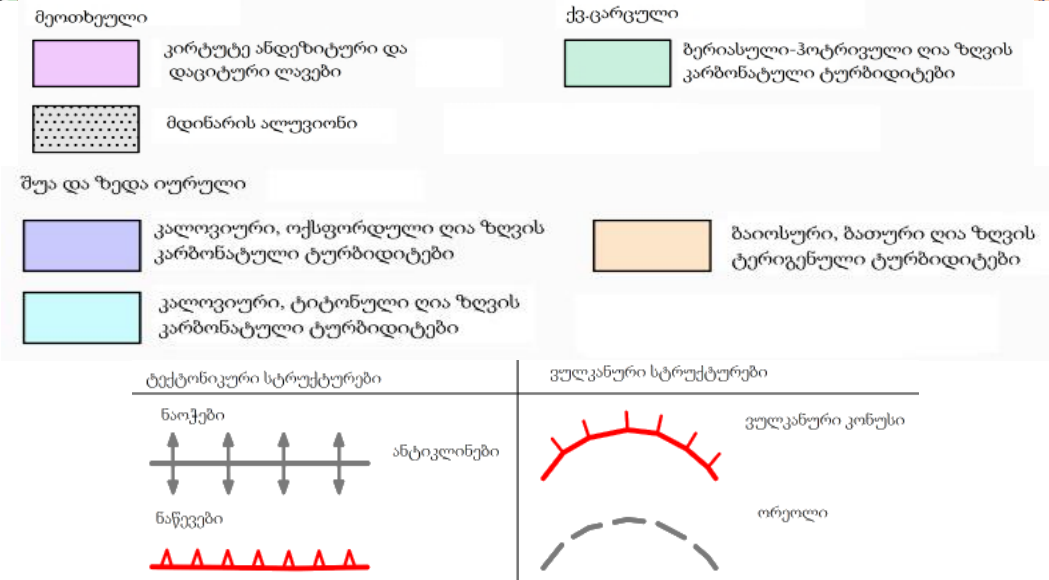 მეოთხეული
ქვ.ცარცული
კირტუტე ანდეზიტური და
დაციტური ლავები
ბერიასული-ჰოტრივული ღია ზღვის
კარბონატული ტურბიდიტები
მდინარის ალუვიონი
შუა და ზედა იურული
კალოვიური, ოქსფორდული ღია ზღვის
კარბონატული ტურბიდიტები
ბაიოსური, ბათური ღია ზღვის
ტერიგენული ტურბიდიტები
კალოვიური, ტიტონული ღია ზღვის
კარბონატული ტურბიდიტები
ტექტონიკური სტრუქტურები
ვულკანური სტრუქტურები
ნაოჭები
ანტიკლინები
ვულკანური კონუსი
ნაწევები
ორეოლი